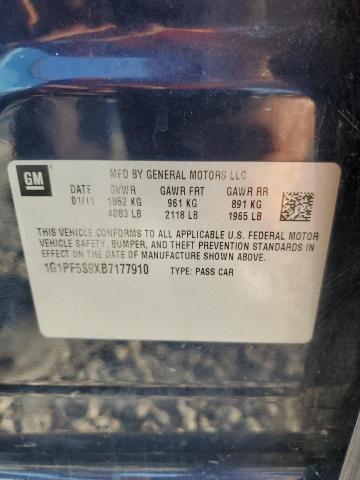 GM
MFD BY GENERAL MOTORS LLC
DATE GVWR GAWR FRT GAWR RR
01/11 1852 KG 961 KG 891 KG
4083 LB 2118 LB 1965 LB
THIS VEHICLE CONFORMS TO ALL APPLICABLE U.S. FEDERAL MOTOR
VEHICLE SAFETY, BUMPER, AND THEFT PREVENTION STANDARDS IN
EFFECT ON THE DATE OF MANUFACTURE SHOWN ABOVE.
1G1PF5S9XB7177910 TYPE: PASS CAR